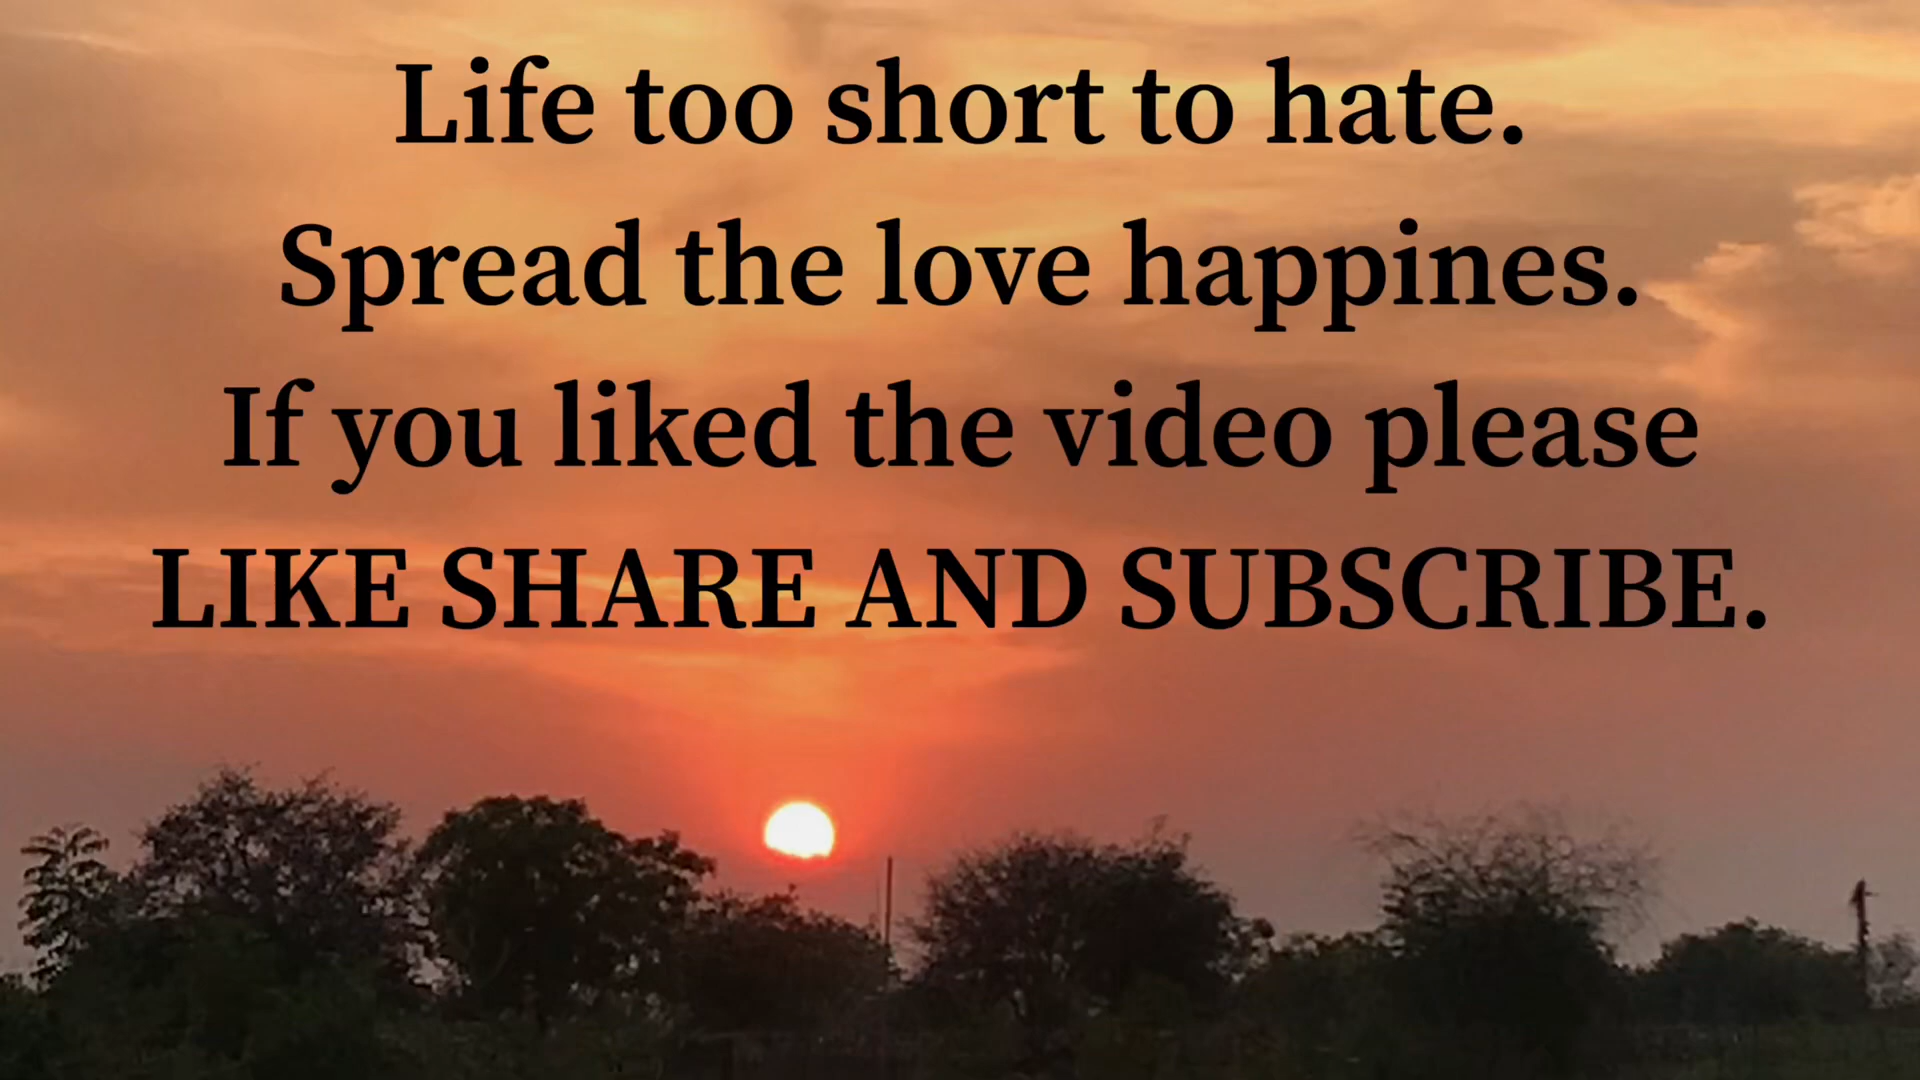 Life too short to hate.
Spread the love happines.
If you liked the video please
LIKE SHARE AND SUBSCRIBE.